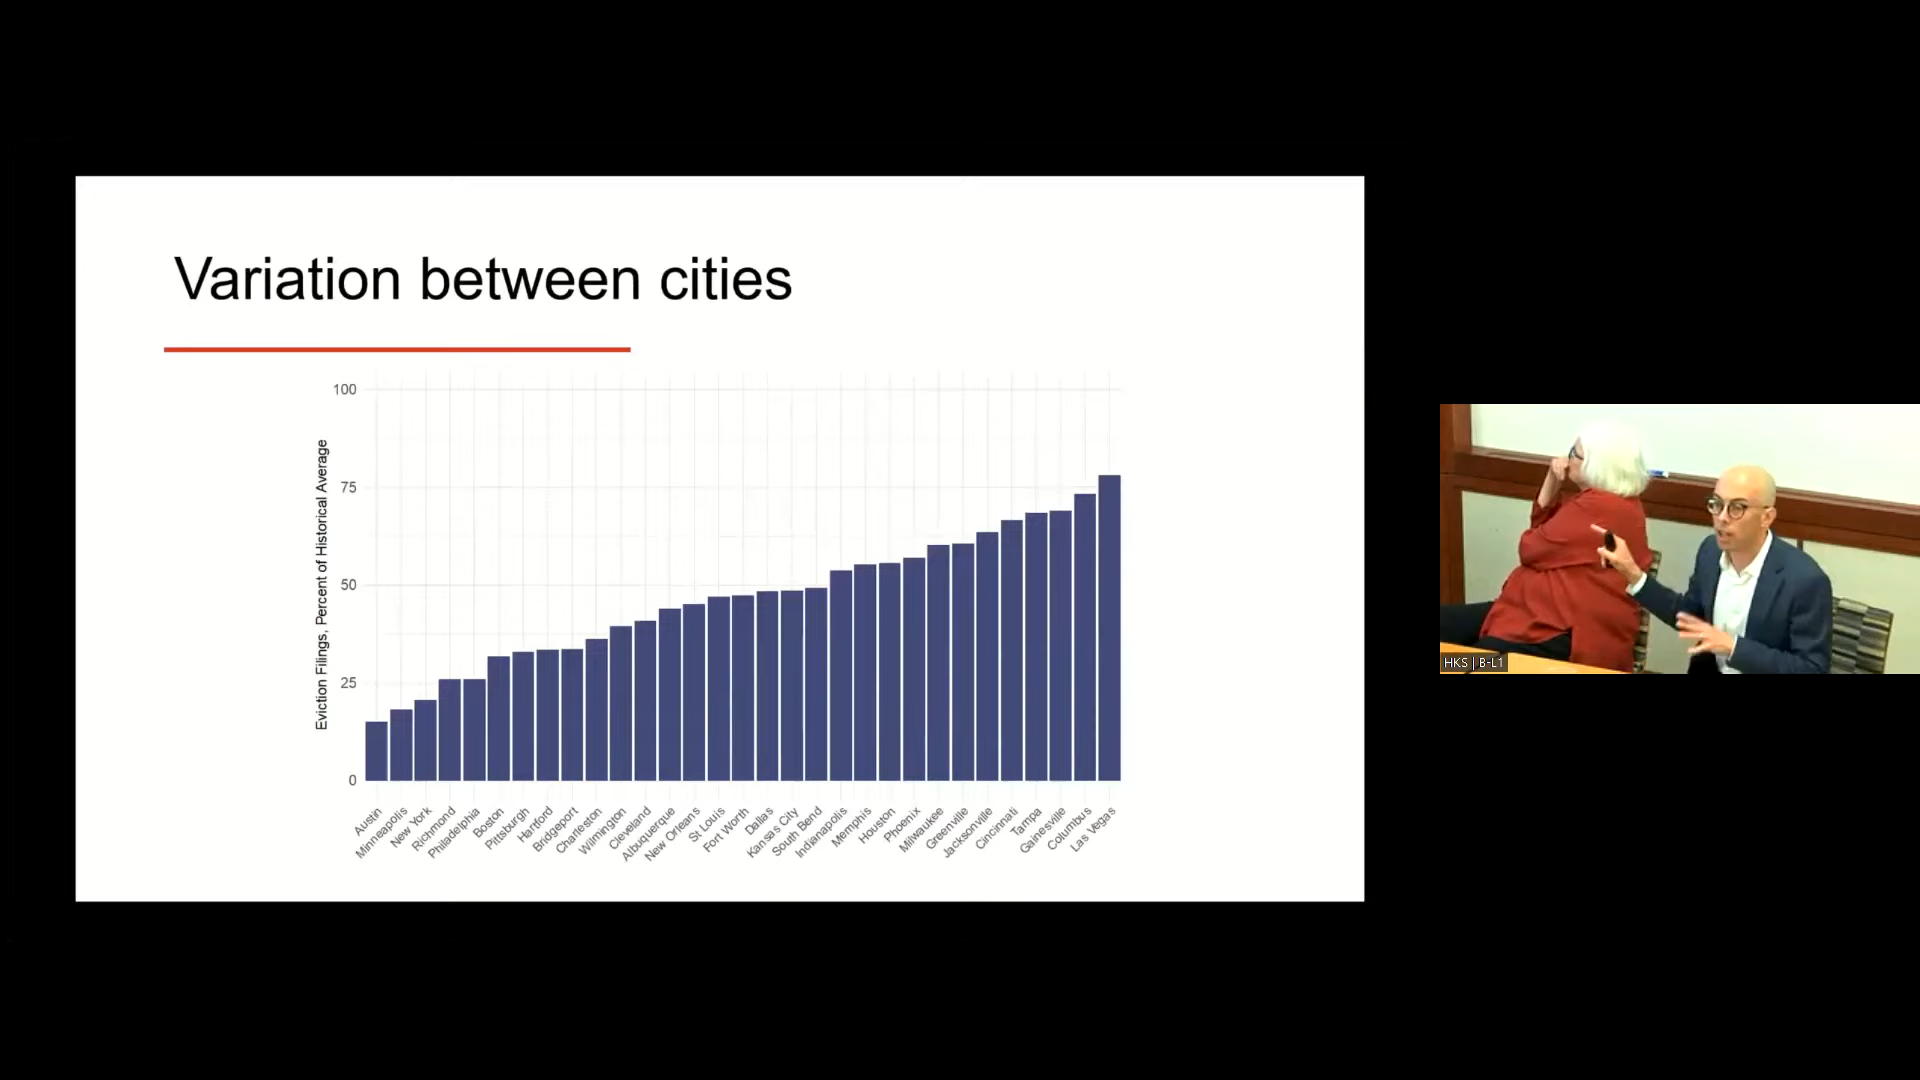 Variation between cities
Eviction Filings, Percent of Historical Average
100
75
50
25
0
Austin
Minneapolis
New York
Richmond
Philadelphia
Boston
Pittsburgh
Hartford
Bridgeport
Charleston
Wilmington
Cleveland
Albuquerque
New Orleans
St Louis
Fort Worth
Dallas
Kansas City
South Bend
Indianapolis
Memphis
Houston
Phoenix
Milwaukee
Greenville
Jacksonville
Cincinnati
Tampa
Gainesville
Columbus
Las Vegas
HKS | B-L1